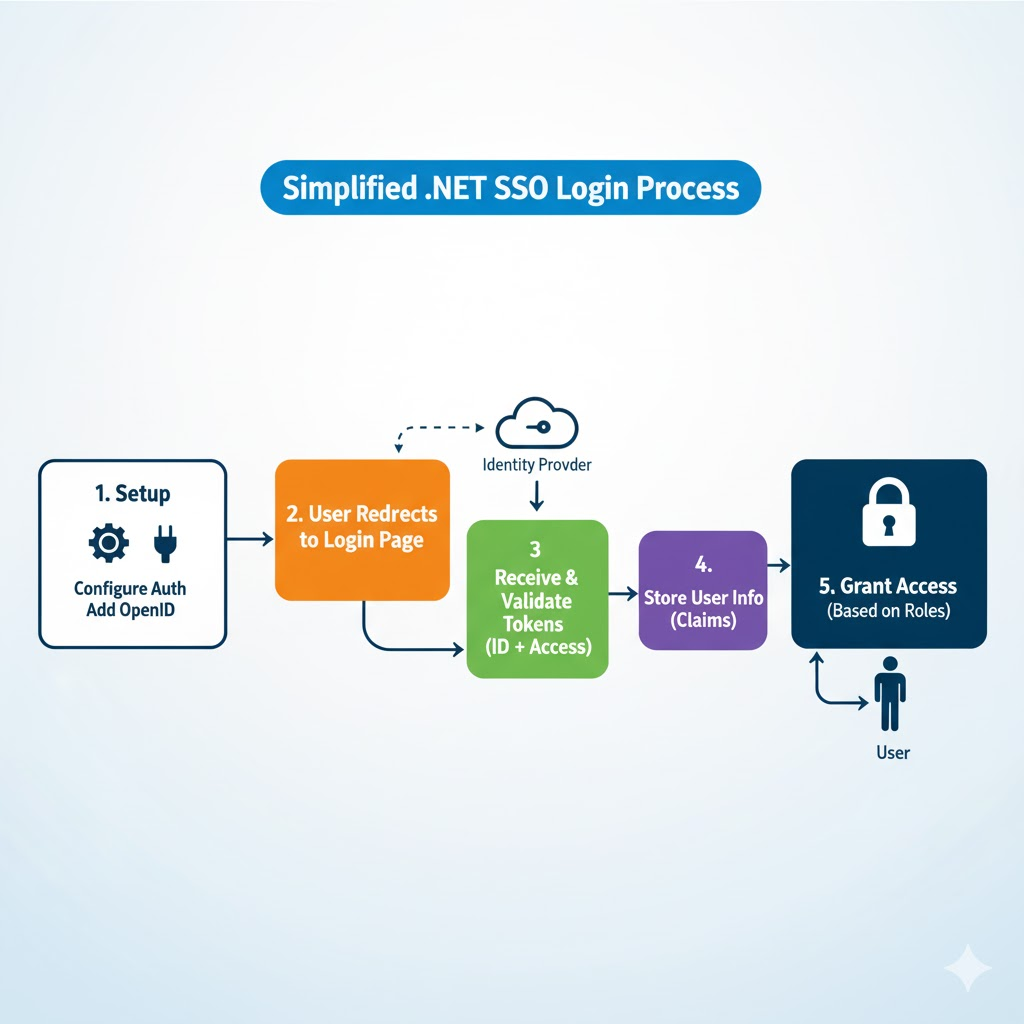 Simplified .NET SSO Login Process
1. Setup
Configure Auth
Add OpenID
2. User Redrects
to Login Page
Identity Provder
3
Receive &
Validate
Tokens
(ID + Access)
4.
Store User Info
(Claims)
5. Grant Access
(Based on Roles)
User